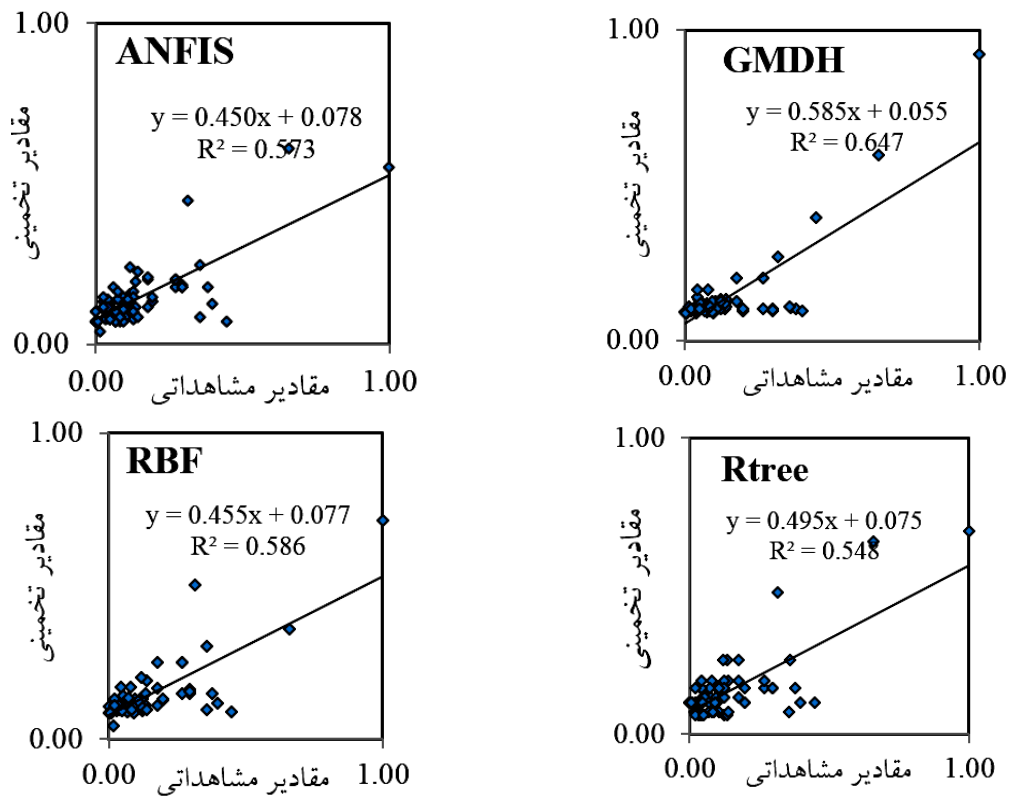 1.00
ANFIS
y = 0.450x + 0.078
R² = 0.573
مقادیر تخمینی
0.00
0.00
مقادیر مشاهداتی
1.00
1.00
GMDH
y = 0.585x + 0.055
R² = 0.647
مقادیر تخمینی
0.00
0.00
مقادیر مشاهداتی
1.00
1.00
RBF
y = 0.455x + 0.077
R² = 0.586
مقادیر تخمینی
0.00
0.00
مقادیر مشاهداتی
1.00
1.00
Rtree
y = 0.495x + 0.075
R² = 0.548
مقادیر تخمینی
0.00
0.00
مقادیر مشاهداتی
1.00